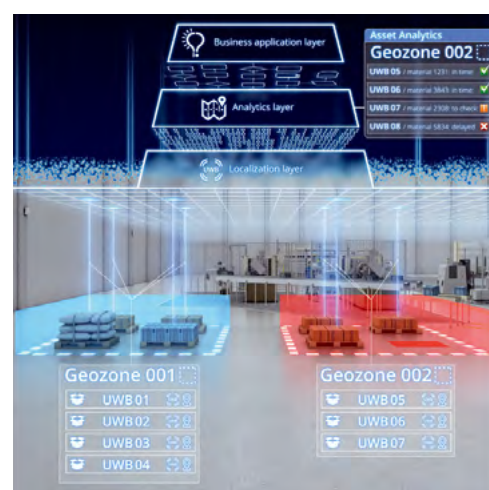 Business application layer
Asset Analytics
Geozone 002
UWB 05 / material 1231: in time
UWB 06 / material 3843: in time
UWB 07 / material 2308: to check
UWB 08 / material 5834: delayed
Analytics layer
UWB
Localization layer
Geozone 001
UWB 01
UWB 02
UWB 03
UWB 04
Geozone 002
UWB 05
UWB 06
UWB 07